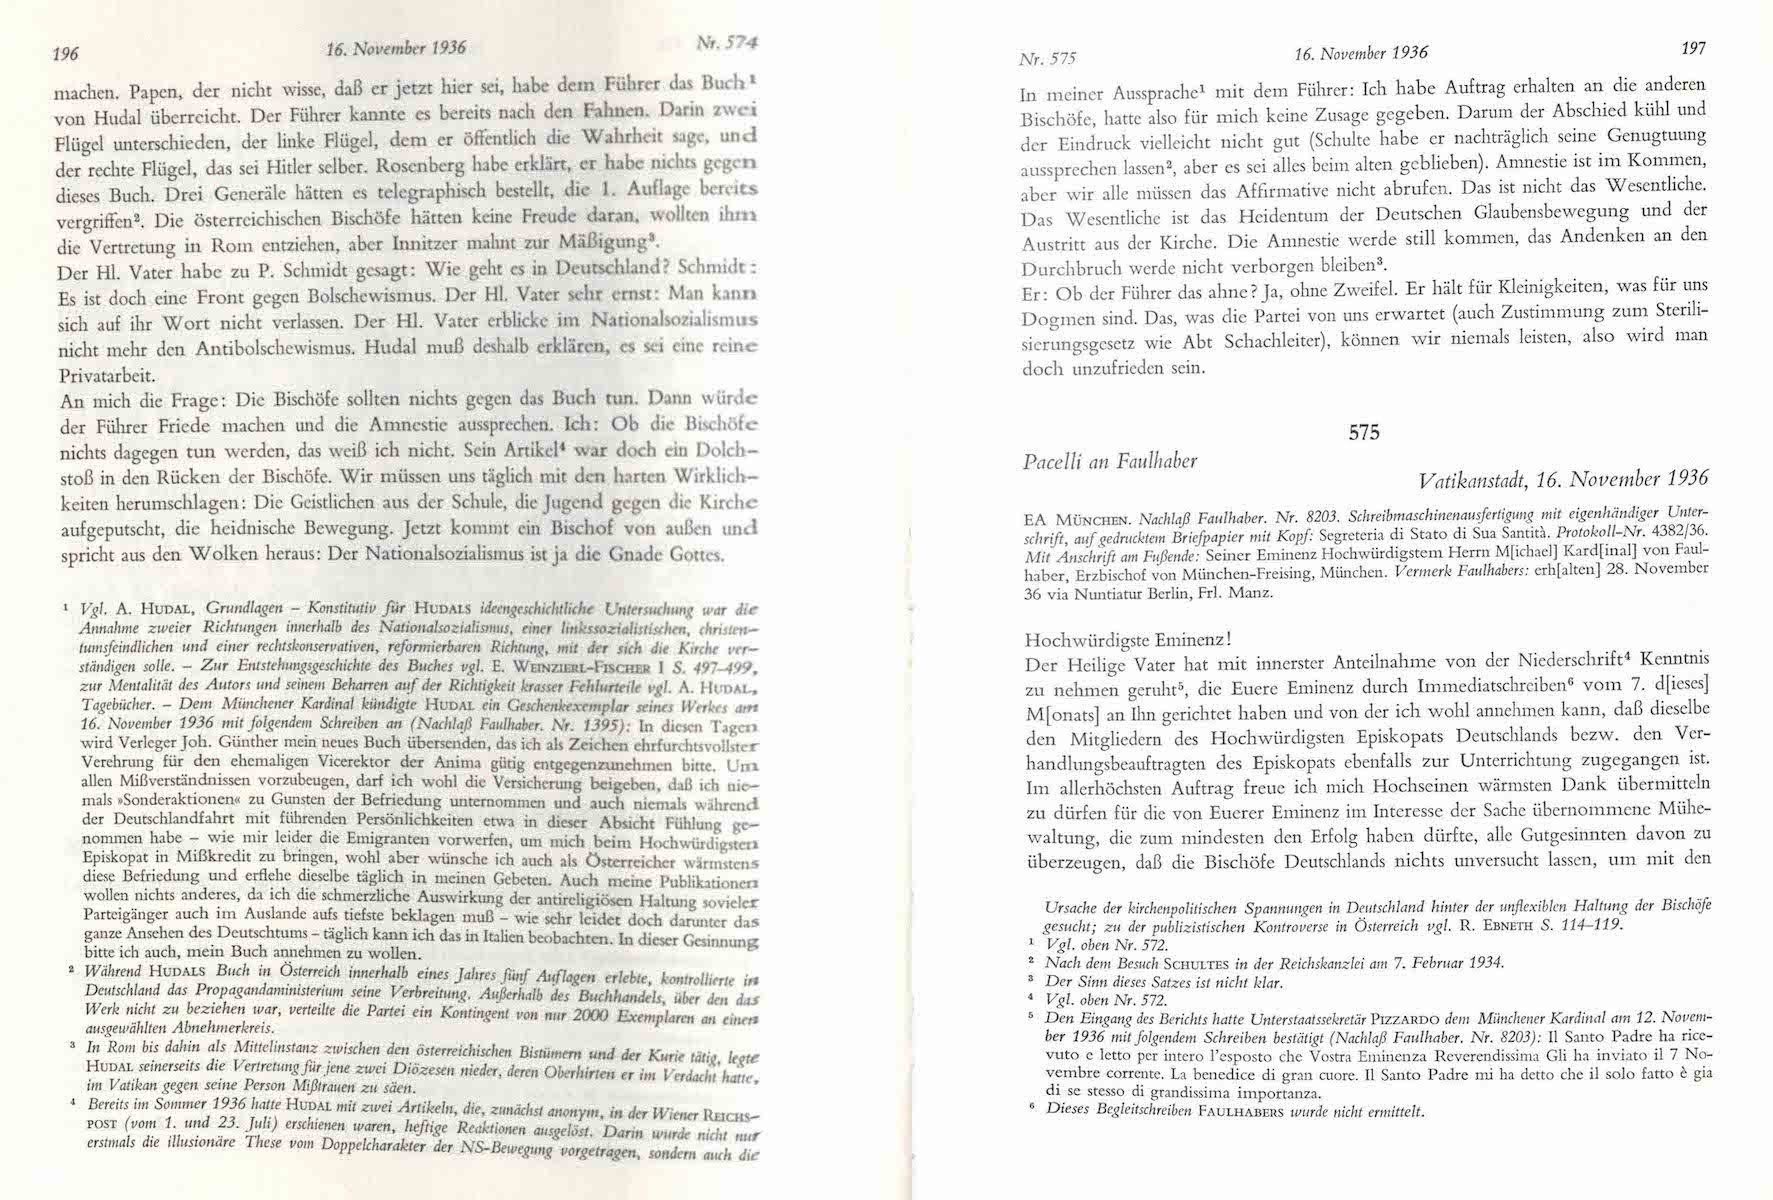 196
16. November 1936
Nr. 574
machen. Papen, der nicht wisse, daß er jetzt hier sei, habe dem Führer das Buch¹
von Hudal überreicht. Der Führer kannte es bereits nach den Fahnen. Darin zwei
Flügel unterschieden, der linke Flügel, dem er öffentlich die Wahrheit sage, und
der rechte Flügel, das sei Hitler selber. Rosenberg habe erklärt, er habe nichts gegen
dieses Buch. Drei Generäle hätten es telegraphisch bestellt, die 1. Auflage bereits
vergriffen². Die österreichischen Bischöfe hätten keine Freude daran, wollten ihm
die Vertretung in Rom entziehen, aber Innitzer mahnt zur Mäßigung³.
Der Hl. Vater habe zu P. Schmidt gesagt: Wie geht es in Deutschland? Schmidt:
Es ist doch eine Front gegen Bolschewismus. Der Hl. Vater sehr ernst: Man kann
sich auf ihr Wort nicht verlassen. Der Hl. Vater erblicke im Nationalsozialismus
nicht mehr den Antibolschewismus. Hudal muß deshalb erklären, es sei eine reine
Privatarbeit.
An mich die Frage: Die Bischöfe sollten nichts gegen das Buch tun. Dann würde
der Führer Friede machen und die Amnestie aussprechen. Ich: Ob die Bischöfe
nichts dagegen tun werden, das weiß ich nicht. Sein Artikel⁴ war doch ein Dolch-
stoß in den Rücken der Bischöfe. Wir müssen uns täglich mit den harten Wirklich-
keiten herumschlagen: Die Geistlichen aus der Schule, die Jugend gegen die Kirche
aufgeputscht, die heidnische Bewegung. Jetzt kommt ein Bischof von außen und
spricht aus den Wolken heraus: Der Nationalsozialismus ist ja die Gnade Gottes.
¹ Vgl. A. HUDAL, Grundlagen – Konstitutiv für HUDALS ideengeschichtliche Untersuchung war die
Annahme zweier Richtungen innerhalb des Nationalsozialismus, einer linkssozialistischen, christen-
tumsfeindlichen und einer rechtskonservativen, reformierbaren Richtung, mit der sich die Kirche ver-
ständigen solle. – Zur Entstehungsgeschichte des Buches vgl. E. WEINZIERL-FISCHER I S. 497–499,
zur Mentalität des Autors und seinem Beharren auf der Richtigkeit krasser Fehlurteile vgl. A. HUDAL,
Tagebücher. – Dem Münchener Kardinal kündigte HUDAL ein Geschenkexemplar seines Werkes am
16. November 1936 mit folgendem Schreiben an (Nachlaß Faulhaber. Nr. 1395): In diesen Tagen
wird Verleger Joh. Günther mein neues Buch übersenden, das ich als Zeichen ehrfurchtsvollster
Verehrung für den ehemaligen Vicerektor der Anima gütig entgegenzunehmen bitte. Um
allen Mißverständnissen vorzubeugen, darf ich wohl die Versicherung beigeben, daß ich nie-
mals »Sonderaktionen« zu Gunsten der Befriedung unternommen und auch niemals während
der Deutschlandfahrt mit führenden Persönlichkeiten etwa in dieser Absicht Fühlung ge-
nommen habe – wie mir leider die Emigranten vorwerfen, um mich beim Hochwürdigsten
Episkopat in Mißkredit zu bringen, wohl aber wünsche ich auch als Österreicher wärmstens
diese Befriedung und erflehe dieselbe täglich in meinen Gebeten. Auch meine Publikationen
wollen nichts anderes, da ich die schmerzliche Auswirkung der antireligiösen Haltung sovieler
Parteigänger auch im Auslande aufs tiefste beklagen muß – wie sehr leidet doch darunter das
ganze Ansehen des Deutschtums – täglich kann ich das in Italien beobachten. In dieser Gesinnung
bitte ich auch, mein Buch annehmen zu wollen.
² Während HUDALS Buch in Österreich innerhalb eines Jahres fünf Auflagen erlebte, kontrollierte in
Deutschland das Propagandaministerium seine Verbreitung. Außerhalb des Buchhandels, über den das
Werk nicht zu beziehen war, verteilte die Partei ein Kontingent von nur 2000 Exemplaren an einen
ausgewählten Abnehmerkreis.
³ In Rom bis dahin als Mittelinstanz zwischen den österreichischen Bistümern und der Kurie tätig, legte
HUDAL seinerseits die Vertretung für jene zwei Diözesen nieder, deren Oberhirten er im Verdacht hatte,
im Vatikan gegen seine Person Mißtrauen zu säen.
⁴ Bereits im Sommer 1936 hatte HUDAL mit zwei Artikeln, die, zunächst anonym, in der Wiener REICHS-
POST (vom 1. und 23. Juli) erschienen waren, heftige Reaktionen ausgelöst. Darin wurde nicht nur
erstmals die illusionäre These vom Doppelcharakter der NS-Bewegung vorgetragen, sondern auch die
Nr. 575
16. November 1936
197
In meiner Aussprache¹ mit dem Führer: Ich habe Auftrag erhalten an die anderen
Bischöfe, hatte also für mich keine Zusage gegeben. Darum der Abschied kühl und
der Eindruck vielleicht nicht gut (Schulte habe er nachträglich seine Genugtuung
aussprechen lassen², aber es sei alles beim alten geblieben). Amnestie ist im Kommen,
aber wir alle müssen das Affirmative nicht abrufen. Das ist nicht das Wesentliche.
Das Wesentliche ist das Heidentum der Deutschen Glaubensbewegung und der
Austritt aus der Kirche. Die Amnestie werde still kommen, das Andenken an den
Durchbruch werde nicht verborgen bleiben³.
Er: Ob der Führer das ahne? Ja, ohne Zweifel. Er hält für Kleinigkeiten, was für uns
Dogmen sind. Das, was die Partei von uns erwartet (auch Zustimmung zum Sterili-
sierungsgesetz wie Abt Schachleiter), können wir niemals leisten, also wird man
doch unzufrieden sein.
575
Pacelli an Faulhaber
Vatikanstadt, 16. November 1936
EA MÜNCHEN. Nachlaß Faulhaber. Nr. 8203. Schreibmaschinenausfertigung mit eigenhändiger Unter-
schrift, auf gedrucktem Briefpapier mit Kopf: Segreteria di Stato di Sua Santità. Protokoll-Nr. 4382/36.
Mit Anschrift am Fußende: Seiner Eminenz Hochwürdigstem Herrn M[ichael] Kard[inal] von Faul-
haber, Erzbischof von München-Freising, München. Vermerk Faulhabers: erh[alten] 28. November
36 via Nuntiatur Berlin, Frl. Manz.
Hochwürdigste Eminenz!
Der Heilige Vater hat mit innerster Anteilnahme von der Niederschrift⁴ Kenntnis
zu nehmen geruht⁵, die Euere Eminenz durch Immediatschreiben⁶ vom 7. d[ieses]
M[onats] an Ihn gerichtet haben und von der ich wohl annehmen kann, daß dieselbe
den Mitgliedern des Hochwürdigsten Episkopats Deutschlands bezw. den Ver-
handlungsbeauftragten des Episkopats ebenfalls zur Unterrichtung zugegangen ist.
Im allerhöchsten Auftrag freue ich mich Hochseinen wärmsten Dank übermitteln
zu dürfen für die von Euerer Eminenz im Interesse der Sache übernommene Mühe-
waltung, die zum mindesten den Erfolg haben dürfte, alle Gutgesinnten davon zu
überzeugen, daß die Bischöfe Deutschlands nichts unversucht lassen, um mit den
Ursache der kirchenpolitischen Spannungen in Deutschland hinter der unflexiblen Haltung der Bischöfe
gesucht; zu der publizistischen Kontroverse in Österreich vgl. R. EBNETH S. 114–119.
¹ Vgl. oben Nr. 572.
² Nach dem Besuch SCHULTES in der Reichskanzlei am 7. Februar 1934.
³ Der Sinn dieses Satzes ist nicht klar.
⁴ Vgl. oben Nr. 572.
⁵ Den Eingang des Berichts hatte Unterstaatssekretär PIZZARDO dem Münchener Kardinal am 12. Novem-
ber 1936 mit folgendem Schreiben bestätigt (Nachlaß Faulhaber. Nr. 8203): Il Santo Padre ha rice-
vuto e letto per intero l'esposto che Vostra Eminenza Reverendissima Gli ha inviato il 7 No-
vembre corrente. La benedice di gran cuore. Il Santo Padre mi ha detto che il solo fatto è gia
di se stesso di grandissima importanza.
⁶ Dieses Begleitschreiben FAULHABERS wurde nicht ermittelt.